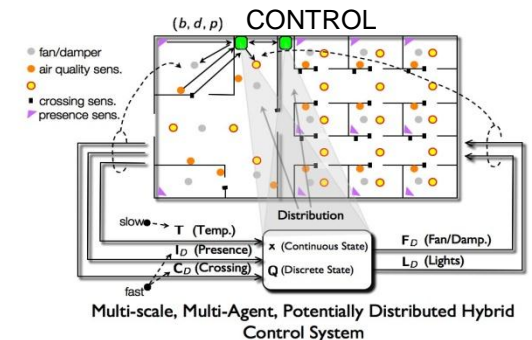 (b, d, p)
CONTROL
fan/damper
air quality sens.
crossing sens.
presence sens.
Distribution
slow
T (Temp.)
I_D (Presence)
C_D (Crossing)
fast
x (Continuous State)
Q (Discrete State)
F_D (Fan/Damp.)
L_D (Lights)
Multi-scale, Multi-Agent, Potentially Distributed Hybrid
Control System